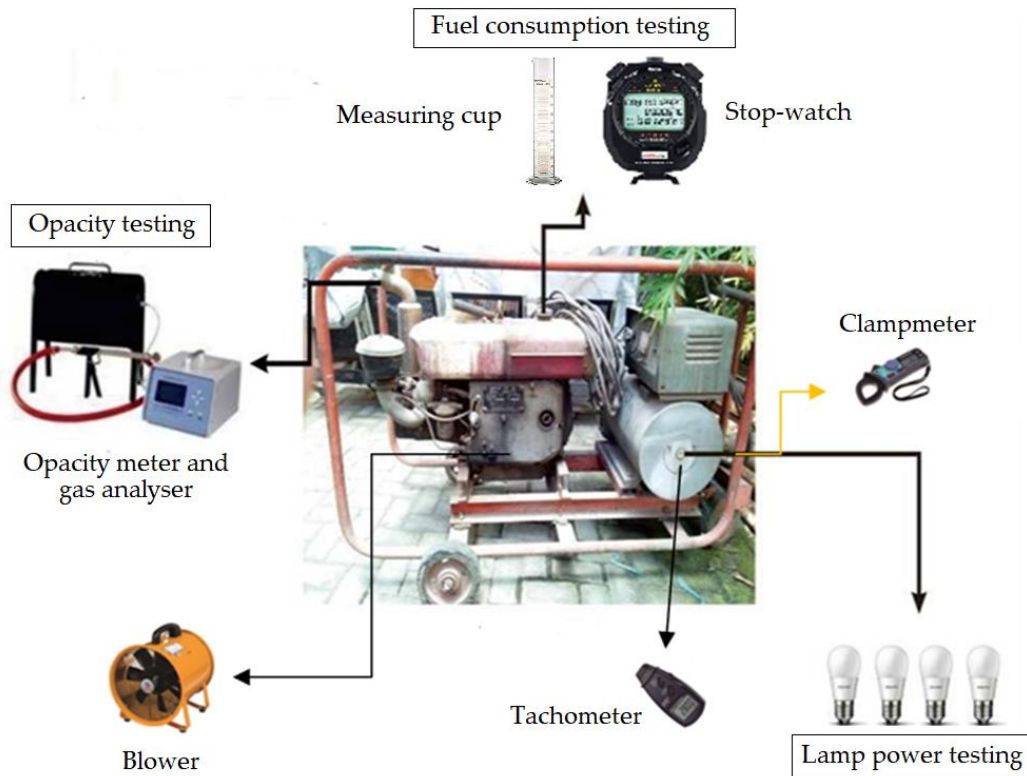 Fuel consumption testing
Measuring cup
Stop-watch
Opacity testing
Clampmeter
Opacity meter and
gas analyser
Tachometer
Blower
Lamp power testing